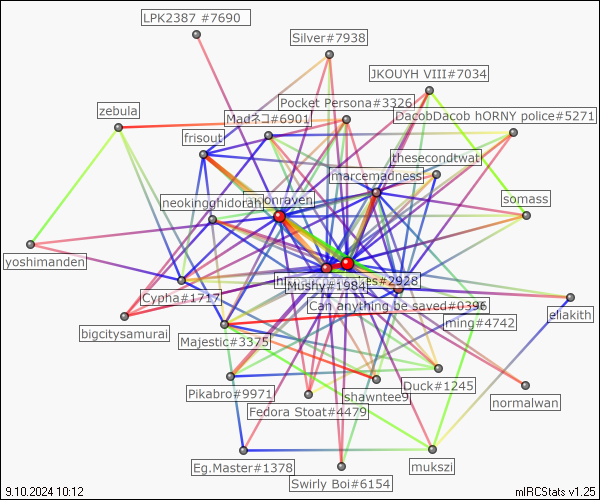 LPK2387 #7690
Silver#7938
JKOUYH VIII#7034
zebula
Pocket Persona#3326
Madネコ#6901
DacobDacob hORNY police#5271
frisout
thesecondtwat
marcemadness
neokingghidorah
onionraven
somass
yoshimanden
Mushy#1984
#2928
Cypha#1717
Can anything be saved#0396
eliakith
ming#4742
bigcitysamurai
Majestic#3375
Pikabro#9971
Duck#1245
shawntee9
normalwan
Fedora Stoat#4479
Eg.Master#1378
mukszi
Swirly Boi#6154
9.10.2024 10:12
mIRCStats v1.25